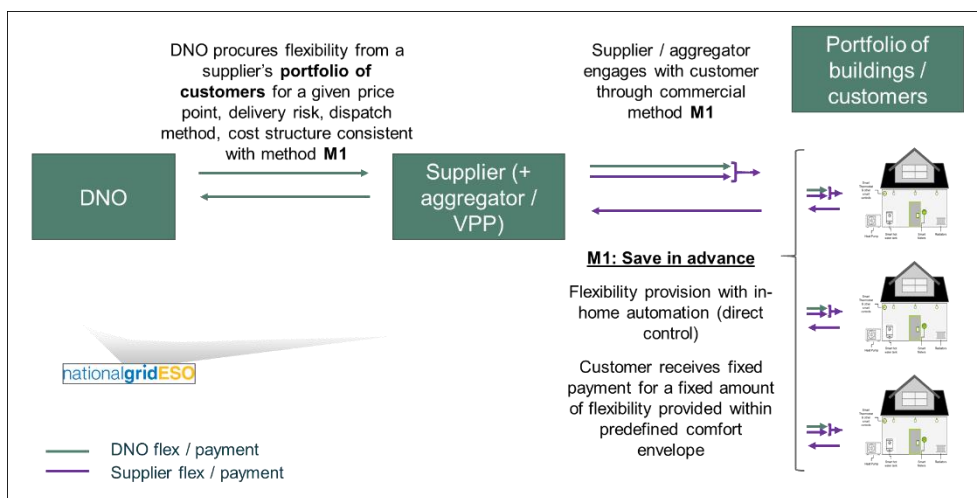 DNO procures flexibility from a
supplier's portfolio of
customers for a given price
point, delivery risk, dispatch
method, cost structure consistent
with method M1
Supplier / aggregator
engages with customer
through commercial
method M1
Portfolio of
buildings /
customers
DNO
Supplier (+
aggregator /
VPP)
M1: Save in advance
Flexibility provision with in-
home automation (direct
control)
Customer receives fixed
payment for a fixed amount
of flexibility provided within
predefined comfort
envelope
nationalgridESO
DNO flex / payment
Supplier flex / payment